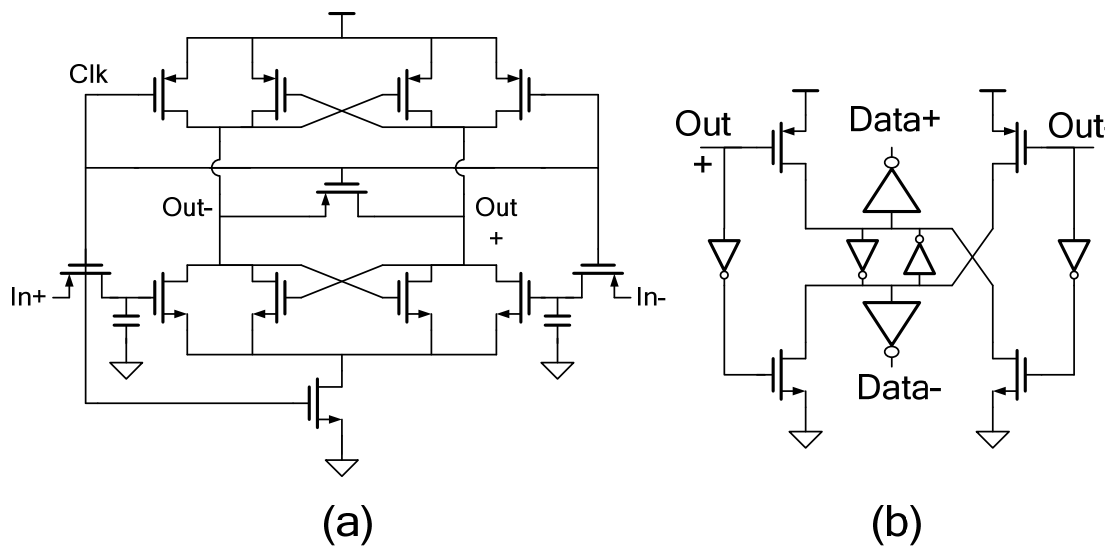 Clk
Out-
Out
+
In+
In-
(a)
Out
+
Data+
Out-
Data-
(b)